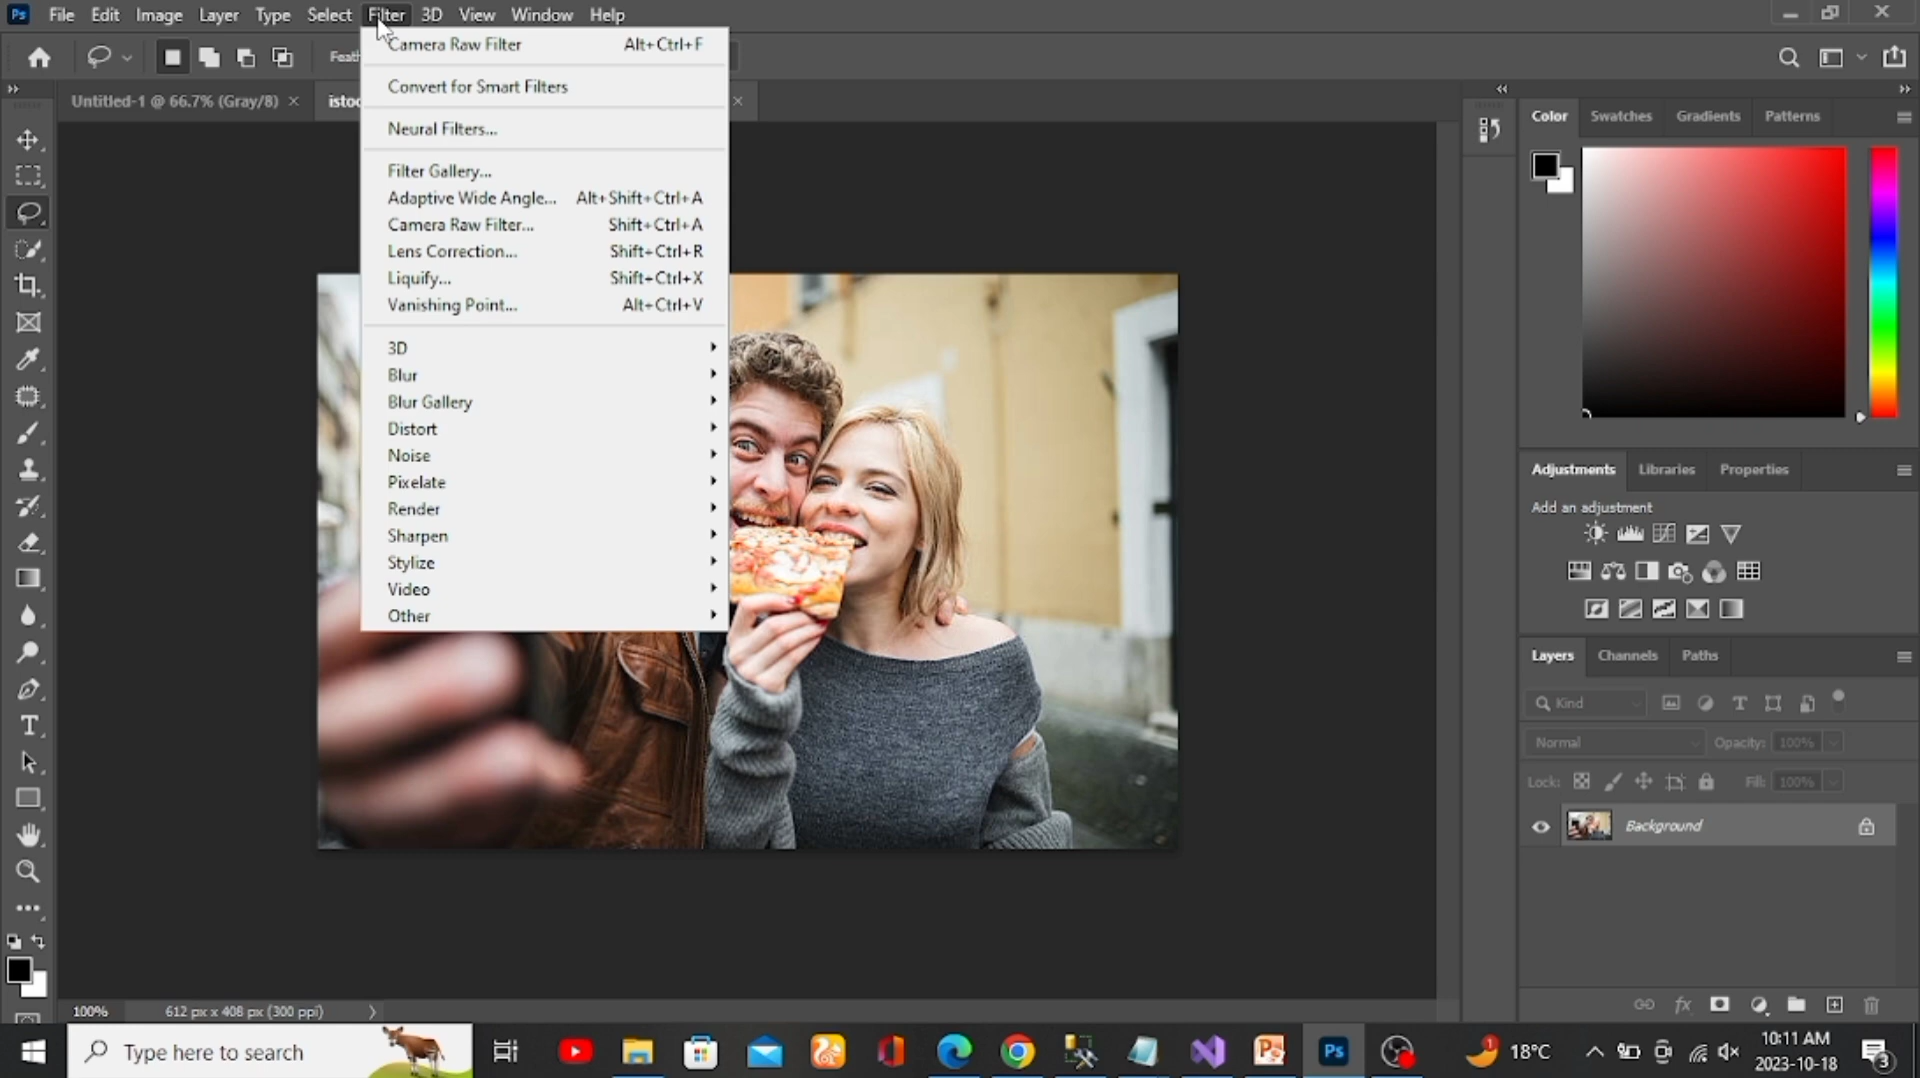 Ps File Edit Image Layer Type Select Filter 3D View Window Help
Camera Raw Filter Alt+Ctrl+F
Convert for Smart Filters
Neural Filters...
Filter Gallery...
Adaptive Wide Angle... Alt+Shift+Ctrl+A
Camera Raw Filter... Shift+Ctrl+A
Lens Correction... Shift+Ctrl+R
Liquify... Shift+Ctrl+X
Vanishing Point... Alt+Ctrl+V
3D
Blur
Blur Gallery
Distort
Noise
Pixelate
Render
Sharpen
Stylize
Video
Other
Untitled-1 @ 66.7% (Gray/8)
Color Swatches Gradients Patterns
Adjustments Libraries Properties
Add an adjustment
Layers Channels Paths
Kind
Normal Opacity: 100%
Lock: Fill: 100%
Background
100% 612 px x 408 px (300 ppi)
Type here to search
Ps
1
18°C
10:11 AM
2023-10-18
3